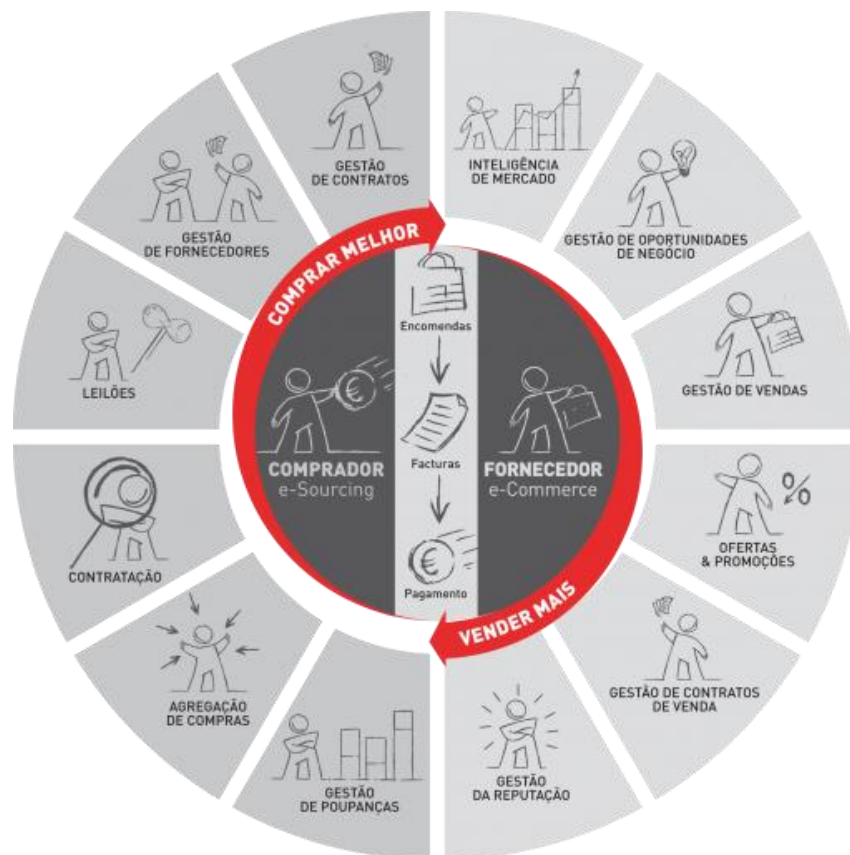 GESTÃO
DE CONTRATOS
INTELIGÊNCIA
DE MERCADO
GESTÃO
DE FORNECEDORES
GESTÃO DE OPORTUNIDADES
DE NEGÓCIO
LEILÕES
GESTÃO DE VENDAS
CONTRATAÇÃO
OFERTAS
& PROMOÇÕES
AGREGAÇÃO
DE COMPRAS
GESTÃO DE CONTRATOS
DE VENDA
GESTÃO
DE POUPANÇAS
GESTÃO
DA REPUTAÇÃO
COMPRAR MELHOR
Encomendas
COMPRADOR
e-Sourcing
Facturas
FORNECEDOR
e-Commerce
Pagamento
VENDER MAIS